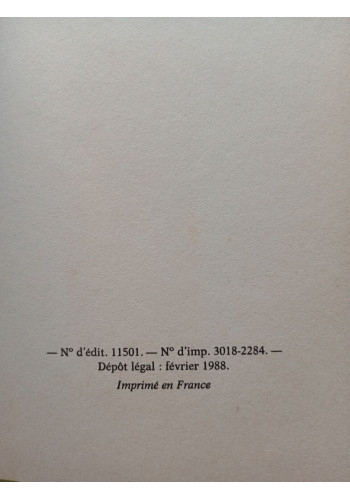 — N° d'édit. 11501. — N° d'imp. 3018-2284. —
Dépôt légal : février 1988.
Imprimé en France